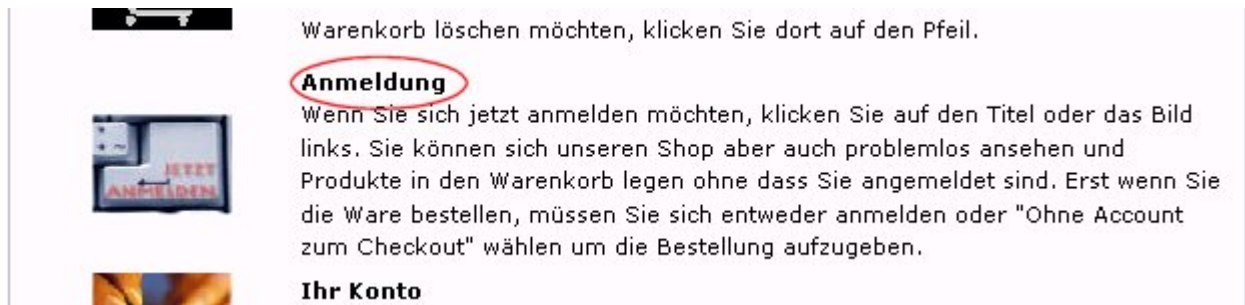 Warenkorb löschen möchten, klicken Sie dort auf den Pfeil.
Anmeldung
Wenn Sie sich jetzt anmelden möchten, klicken Sie auf den Titel oder das Bild
links. Sie können sich unseren Shop aber auch problemlos ansehen und
Produkte in den Warenkorb legen ohne dass Sie angemeldet sind. Erst wenn Sie
die Ware bestellen, müssen Sie sich entweder anmelden oder "Ohne Account
zum Checkout" wählen um die Bestellung aufzugeben.
JETZT
ANMELDEN
Ihr Konto